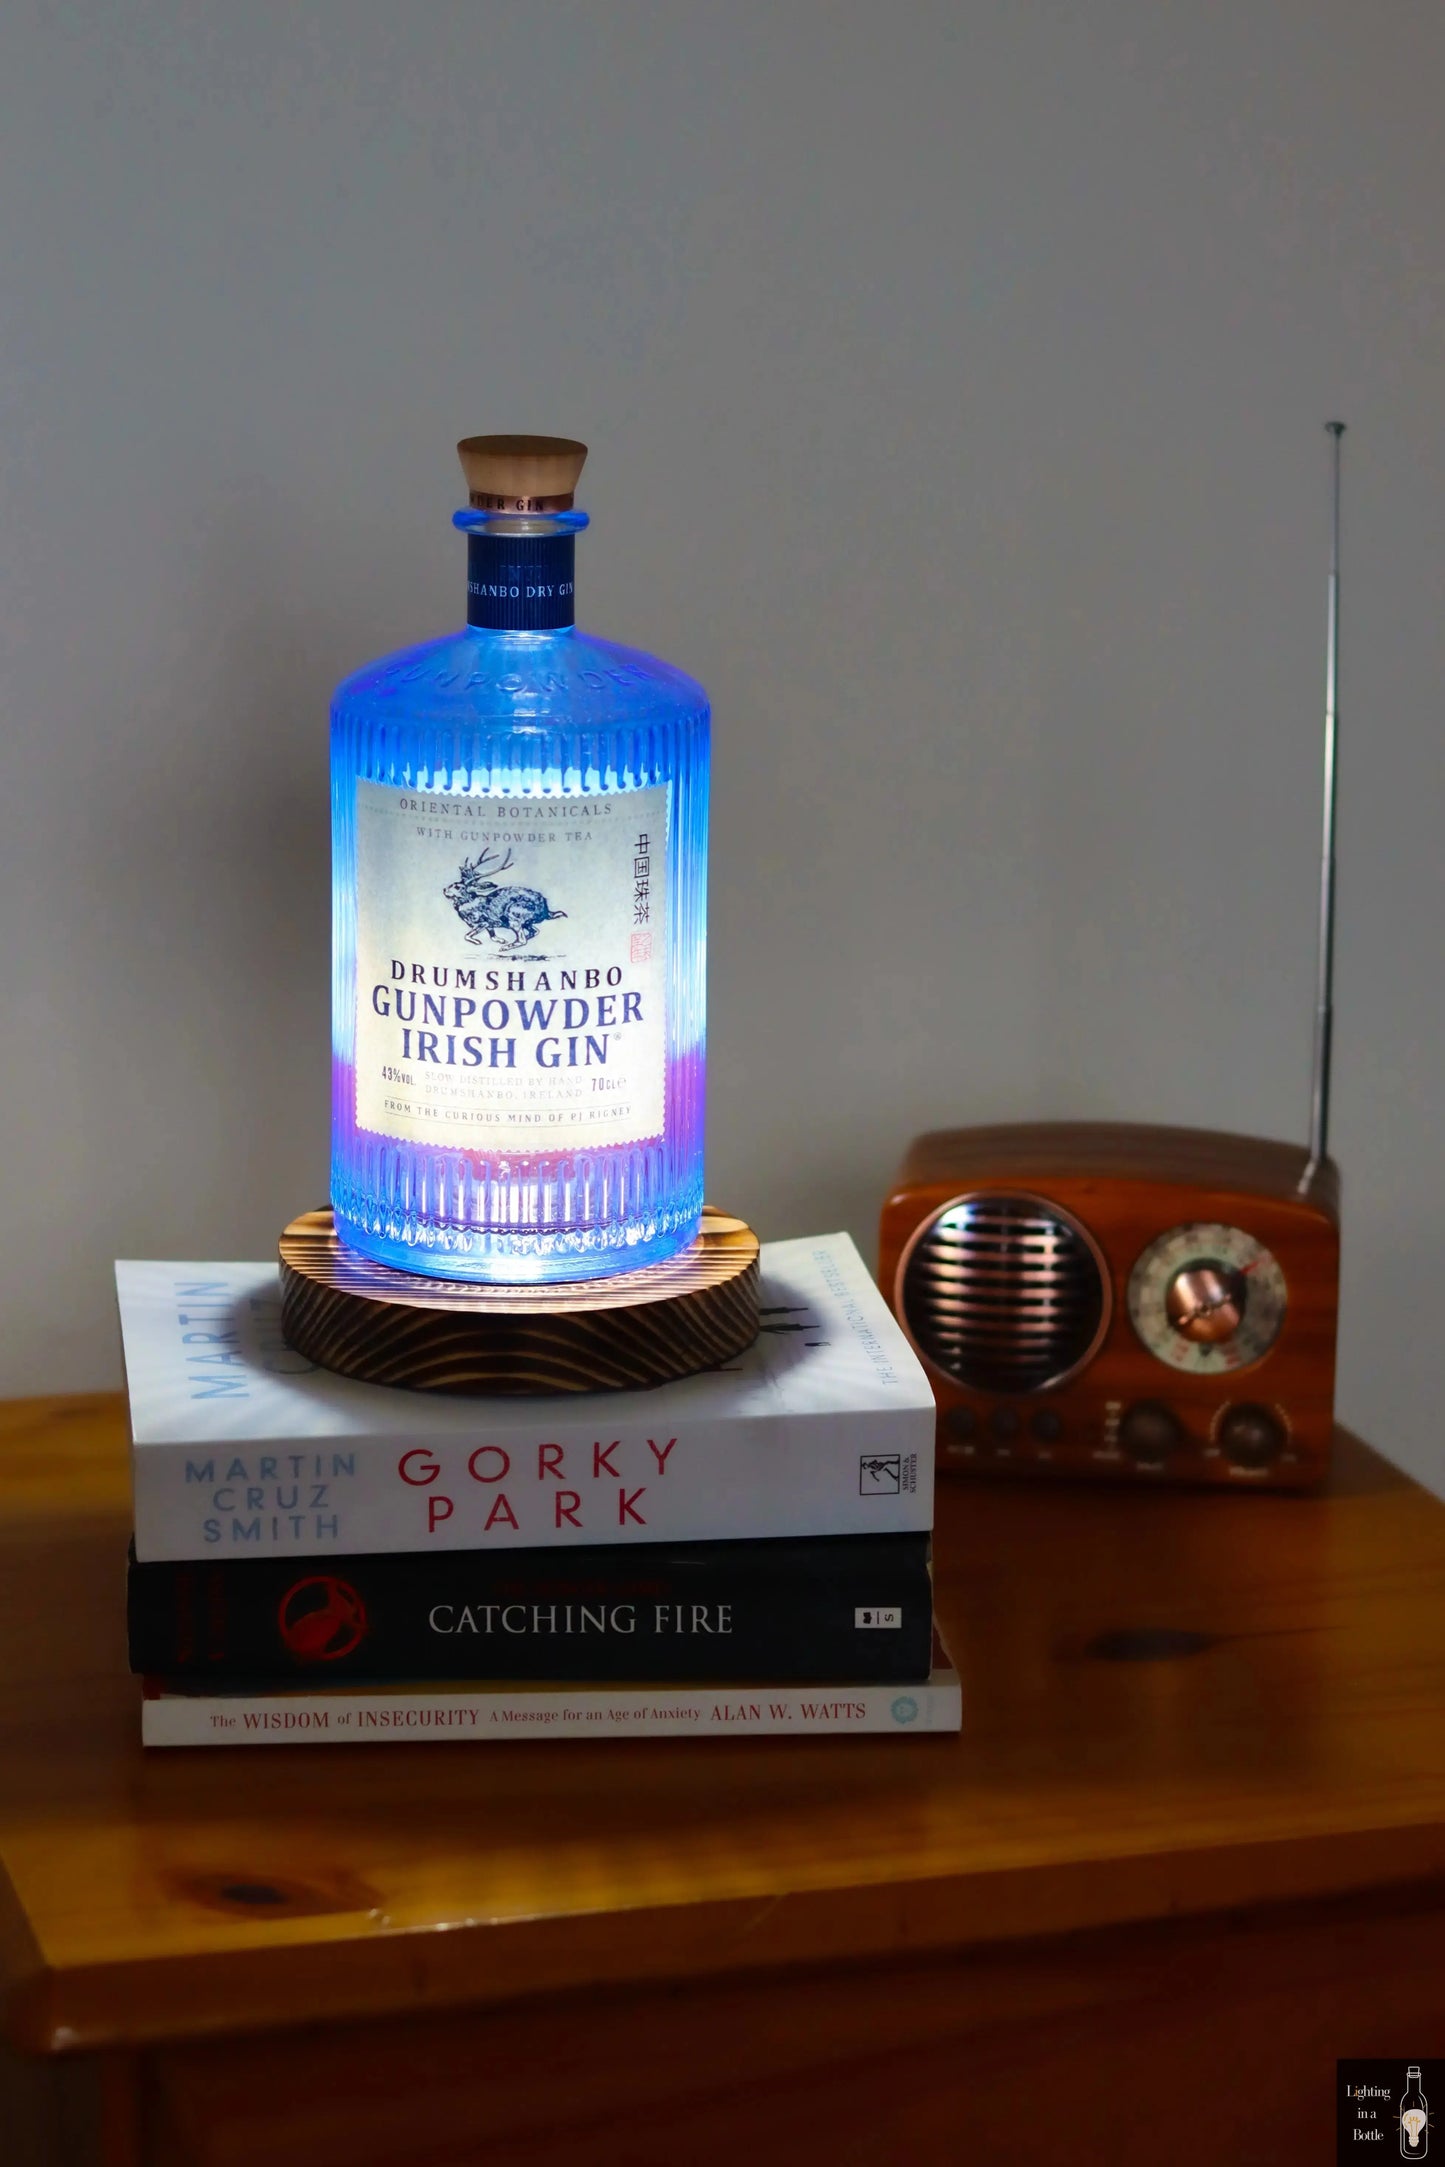 DER GIN
SHANBO DRY GIN
GUNPOWDER
ORIENTAL BOTANICALS
WITH GUNPOWDER TEA
中国珠茶
DRUMSHANBO
GUNPOWDER
IRISH GIN®
43%VOL.
SLOW DISTILLED BY HAND
DRUMSHANBO, IRELAND
70CL℮
FROM THE CURIOUS MIND OF PJ RIGNEY
MARTIN
THE INTERNATIONAL BESTSELLER
MARTIN
CRUZ
SMITH
GORKY
PARK
SIMON &
SCHUSTER
CATCHING FIRE
S
The WISDOM of INSECURITY A Message for an Age of Anxiety ALAN W. WATTS
Lighting
in a
Bottle